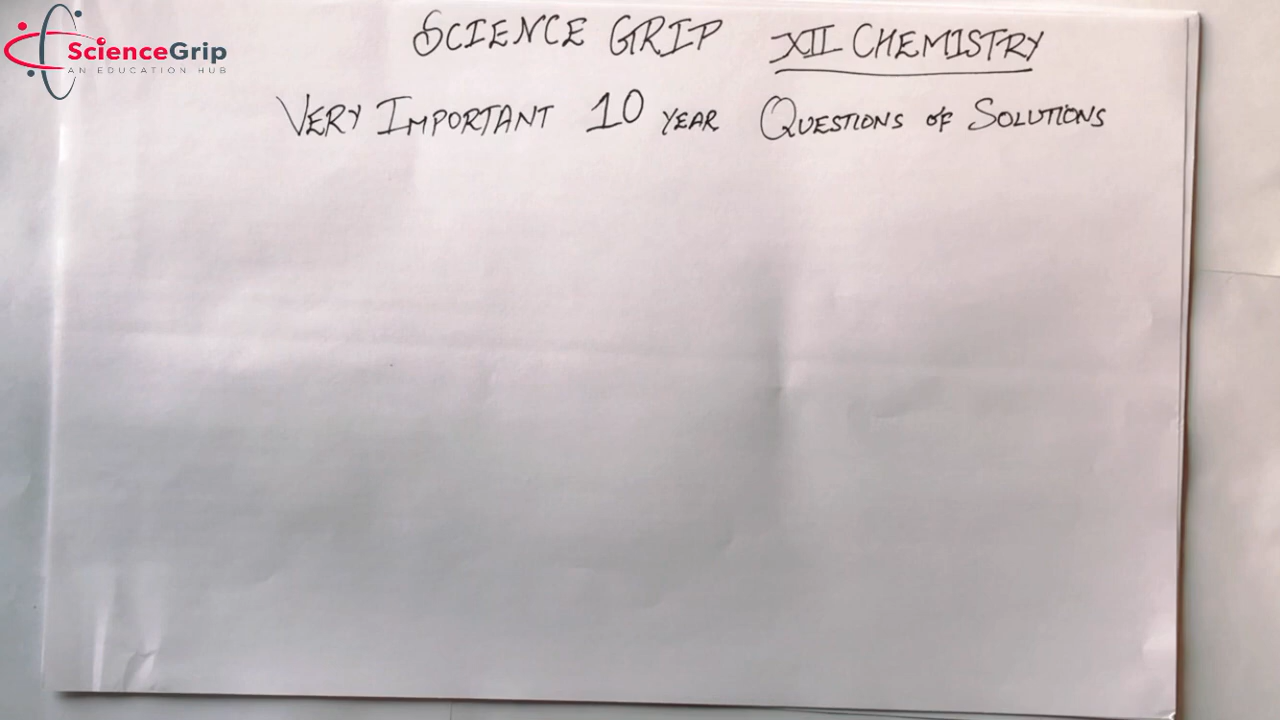 ScienceGrip
AN EDUCATION HUB
SCIENCE GRIP XII CHEMISTRY
VERY IMPORTANT 10 YEAR QUESTIONS OF SOLUTIONS